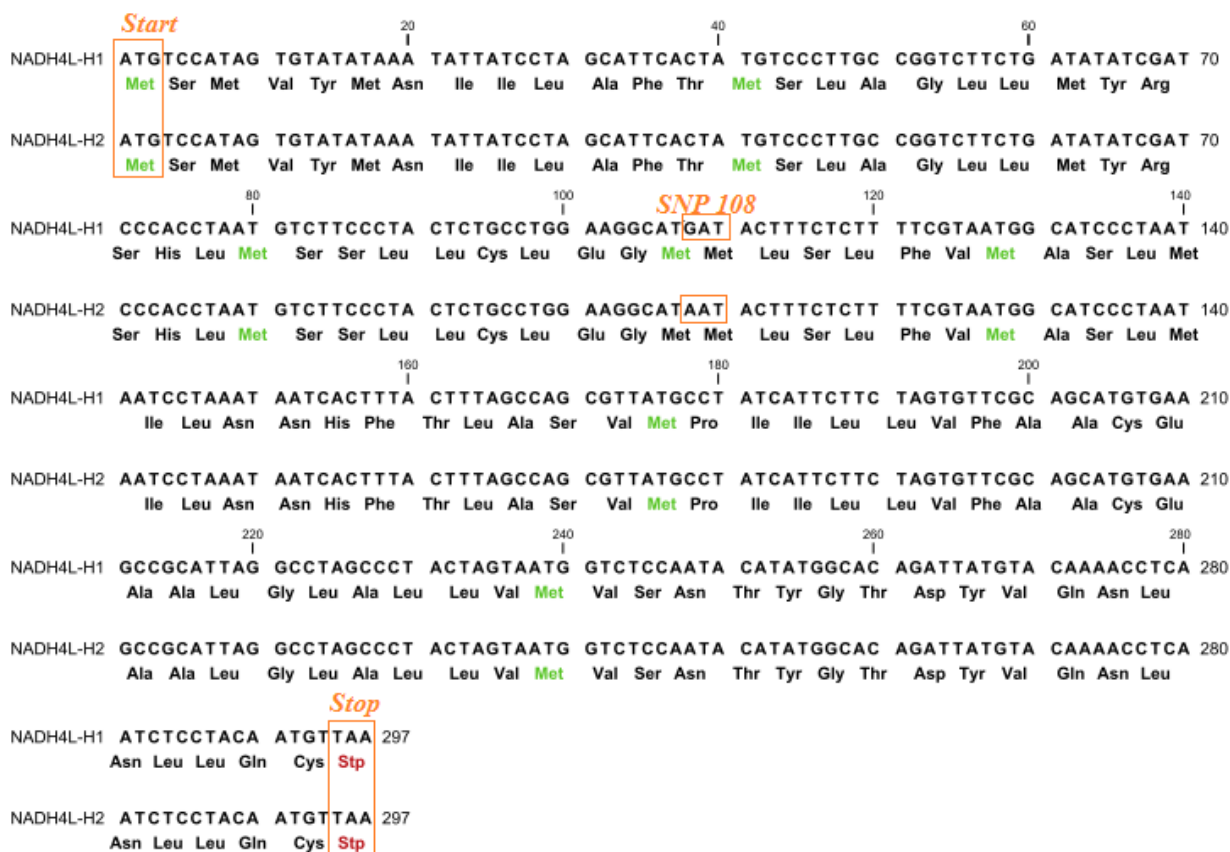 Start
20 40 60
NADH4L-H1 ATGTCCATAG TGTATATAAA TATTATCCTA GCATTCACTA TGTCCCTTGC CGGTCTTCTG ATATATCGAT 70
Met Ser Met Val Tyr Met Asn Ile Ile Leu Ala Phe Thr Met Ser Leu Ala Gly Leu Leu Met Tyr Arg
NADH4L-H2 ATGTCCATAG TGTATATAAA TATTATCCTA GCATTCACTA TGTCCCTTGC CGGTCTTCTG ATATATCGAT 70
Met Ser Met Val Tyr Met Asn Ile Ile Leu Ala Phe Thr Met Ser Leu Ala Gly Leu Leu Met Tyr Arg
80 100 SNP 108 120 140
NADH4L-H1 CCCACCTAAT GTCTTCCCTA CTCTGCCTGG AAGGCATGAT ACTTTCTCTT TTCGTAATGG CATCCCTAAT 140
Ser His Leu Met Ser Ser Leu Leu Cys Leu Glu Gly Met Met Leu Ser Leu Phe Val Met Ala Ser Leu Met
NADH4L-H2 CCCACCTAAT GTCTTCCCTA CTCTGCCTGG AAGGCATAAT ACTTTCTCTT TTCGTAATGG CATCCCTAAT 140
Ser His Leu Met Ser Ser Leu Leu Cys Leu Glu Gly Met Met Leu Ser Leu Phe Val Met Ala Ser Leu Met
160 180 200
NADH4L-H1 AATCCTAAAT AATCACTTTA CTTTAGCCAG CGTTATGCCT ATCATTCTTC TAGTGTTCGC AGCATGTGAA 210
Ile Leu Asn Asn His Phe Thr Leu Ala Ser Val Met Pro Ile Ile Leu Leu Val Phe Ala Ala Cys Glu
NADH4L-H2 AATCCTAAAT AATCACTTTA CTTTAGCCAG CGTTATGCCT ATCATTCTTC TAGTGTTCGC AGCATGTGAA 210
Ile Leu Asn Asn His Phe Thr Leu Ala Ser Val Met Pro Ile Ile Leu Leu Val Phe Ala Ala Cys Glu
220 240 260 280
NADH4L-H1 GCCGCATTAG GCCTAGCCCT ACTAGTAATG GTCTCCAATA CATATGGCAC AGATTATGTA CAAAACCTCA 280
Ala Ala Leu Gly Leu Ala Leu Leu Val Met Val Ser Asn Thr Tyr Gly Thr Asp Tyr Val Gln Asn Leu
NADH4L-H2 GCCGCATTAG GCCTAGCCCT ACTAGTAATG GTCTCCAATA CATATGGCAC AGATTATGTA CAAAACCTCA 280
Ala Ala Leu Gly Leu Ala Leu Leu Val Met Val Ser Asn Thr Tyr Gly Thr Asp Tyr Val Gln Asn Leu
Stop
NADH4L-H1 ATCTCCTACA ATGTTAA 297
Asn Leu Leu Gln Cys Stp
NADH4L-H2 ATCTCCTACA ATGTTAA 297
Asn Leu Leu Gln Cys Stp